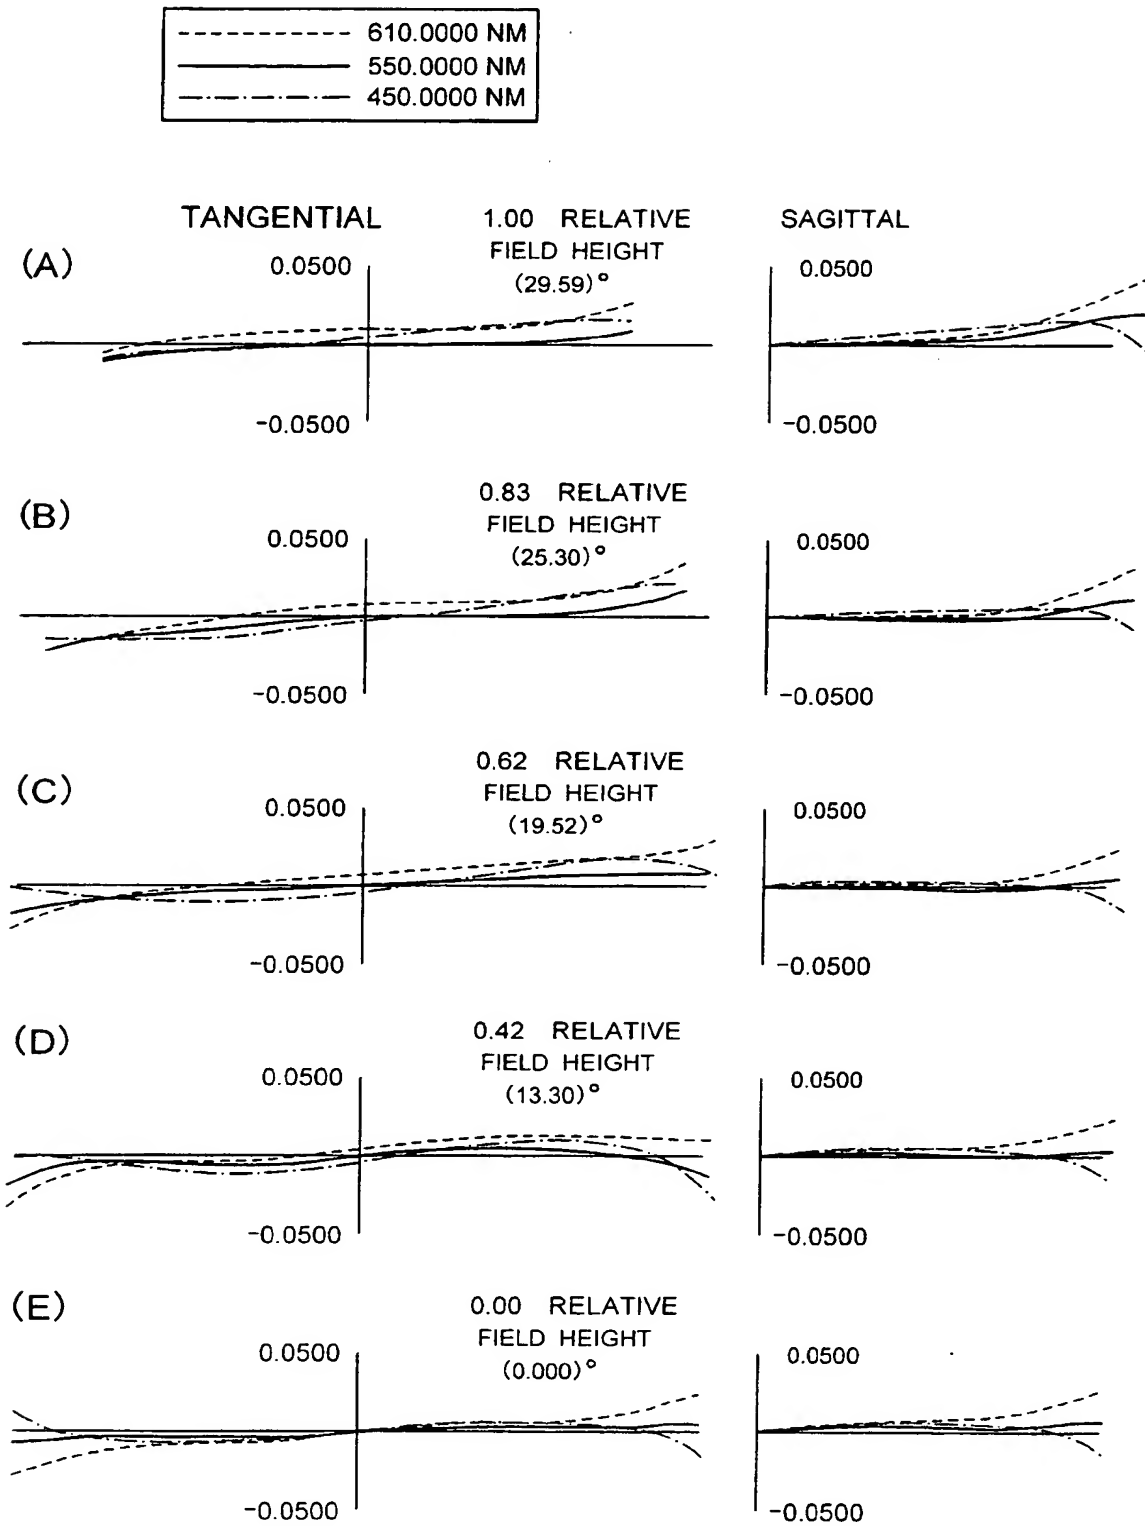 610.0000 NM
550.0000 NM
450.0000 NM
TANGENTIAL
1.00 RELATIVE
FIELD HEIGHT
(29.59)°
SAGITTAL
(A)
0.0500
0.0500
-0.0500
-0.0500
(B)
0.83 RELATIVE
FIELD HEIGHT
(25.30)°
0.0500
0.0500
-0.0500
-0.0500
(C)
0.62 RELATIVE
FIELD HEIGHT
(19.52)°
0.0500
0.0500
-0.0500
-0.0500
(D)
0.42 RELATIVE
FIELD HEIGHT
(13.30)°
0.0500
0.0500
-0.0500
-0.0500
(E)
0.00 RELATIVE
FIELD HEIGHT
(0.000)°
0.0500
0.0500
-0.0500
-0.0500